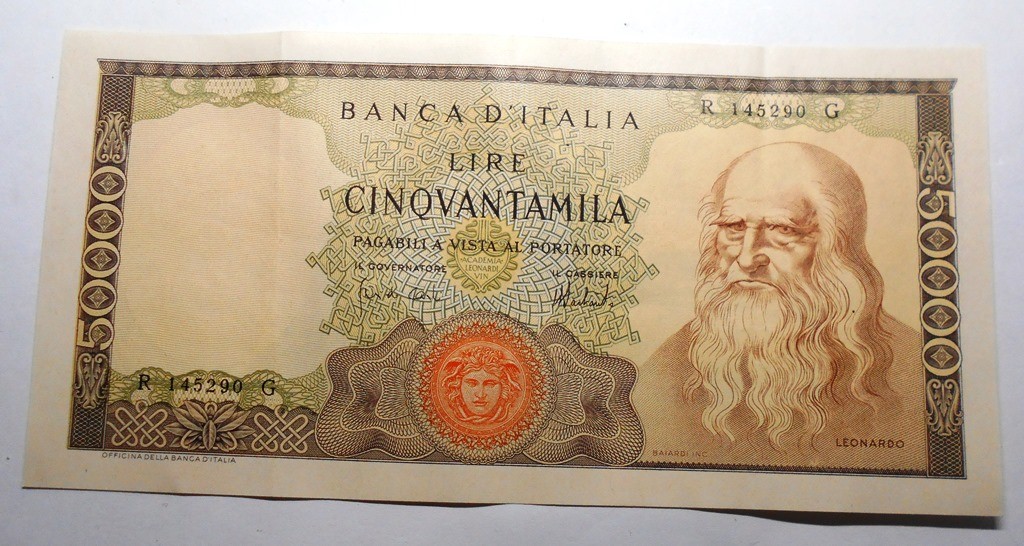 BANCA D'ITALIA
R 145290 G
LIRE
CINQVANTAMILA
PAGABILI A VISTA AL PORTATORE
IL GOVERNATORE
IL CASSIERE
ACADEMIA
LEONARDI
VIN
50000
50000
R 145290 G
LEONARDO
BAIARDI INC.
OFFICINA DELLA BANCA D'ITALIA